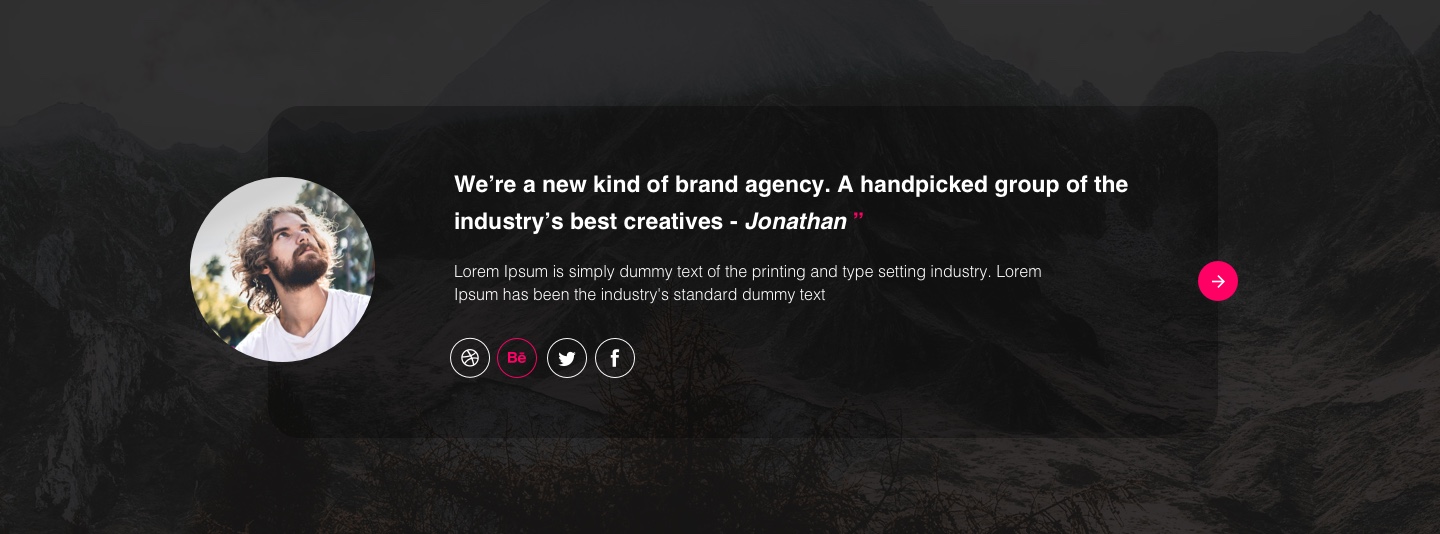 We’re a new kind of brand agency. A handpicked group of the
industry’s best creatives - Jonathan ”
Lorem Ipsum is simply dummy text of the printing and type setting industry. Lorem
Ipsum has been the industry's standard dummy text
Bē